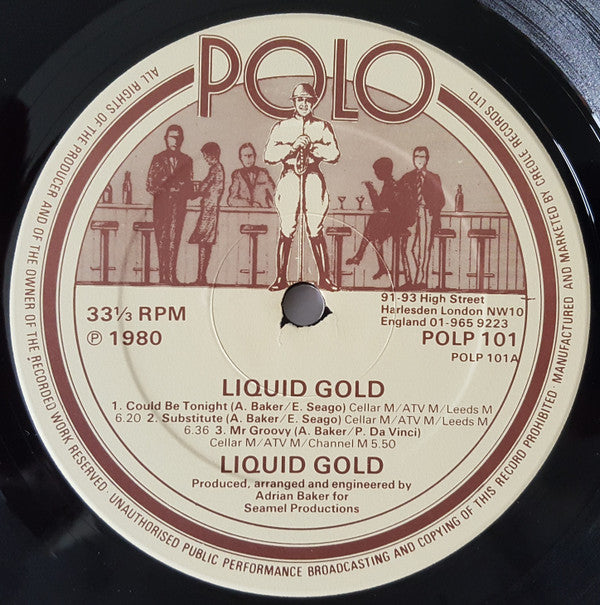 POLO
91-93 High Street
Harlesden London NW10
England 01-965 9223
33⅓ RPM
℗ 1980
POLP 101
POLP 101A
LIQUID GOLD
1. Could Be Tonight (A. Baker/E. Seago) Cellar M/ATV M/Leeds M
6.20 2. Substitute (A. Baker/E. Seago) Cellar M/ATV M/Leeds M
6.36 3. Mr Groovy (A. Baker/P. Da Vinci)
Cellar M/ATV M/Channel M 5.50
LIQUID GOLD
Produced, arranged and engineered by
Adrian Baker for
Seamel Productions
ALL RIGHTS OF THE PRODUCER AND OF THE OWNER OF THE RECORDED WORK RESERVED · UNAUTHORISED PUBLIC PERFORMANCE BROADCASTING AND COPYING OF THIS RECORD PROHIBITED. MANUFACTURED AND MARKETED BY CREOLE RECORDS LTD.